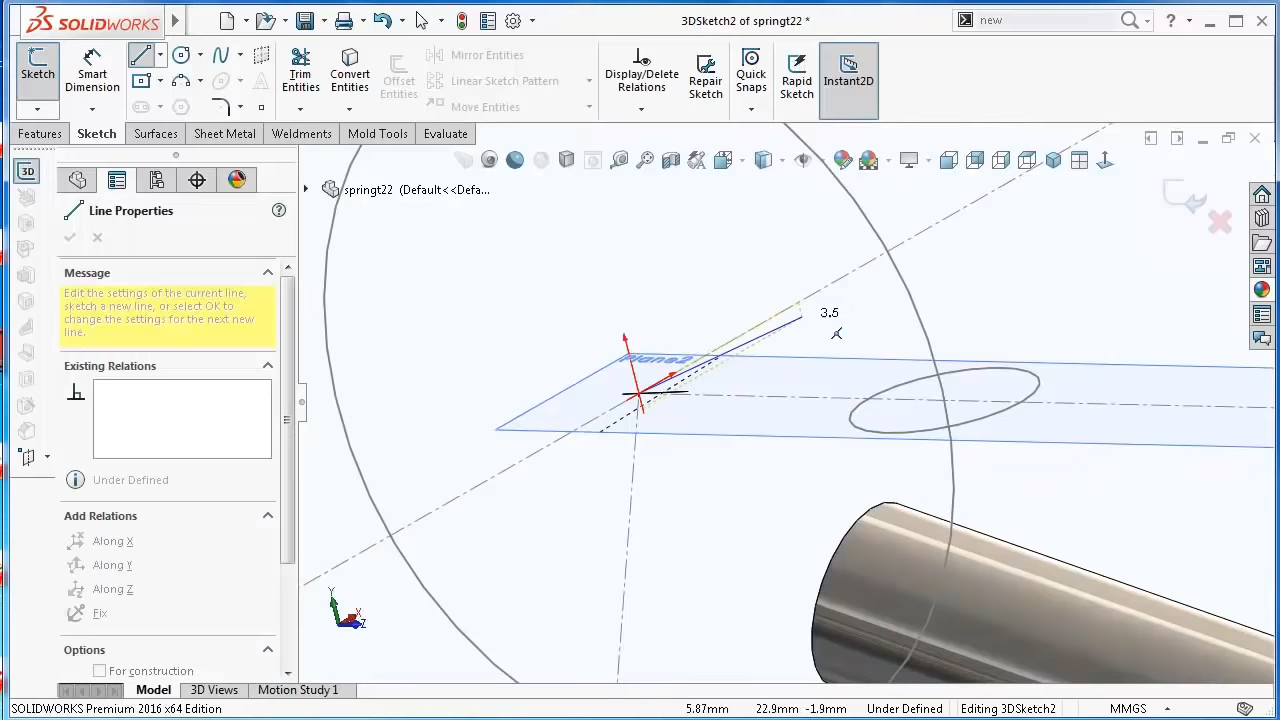 SOLIDWORKS
3DSketch2 of springt22 *
new
?
Sketch
Smart Dimension
Trim Entities
Convert Entities
Offset Entities
Mirror Entities
Linear Sketch Pattern
Move Entities
Display/Delete Relations
Repair Sketch
Quick Snaps
Rapid Sketch
Instant2D
Features
Sketch
Surfaces
Sheet Metal
Weldments
Mold Tools
Evaluate
3D
springt22 (Default<<Defa...
Line Properties
?
Message
Edit the settings of the current line,
sketch a new line, or select OK to
change the settings for the next new
line.
Existing Relations
Under Defined
Add Relations
Along X
Along Y
Along Z
Fix
Options
For construction
Plane2
3.5
Y
X
Z
Model
3D Views
Motion Study 1
SOLIDWORKS Premium 2016 x64 Edition
5.87mm
22.9mm
-1.9mm
Under Defined
Editing 3DSketch2
MMGS